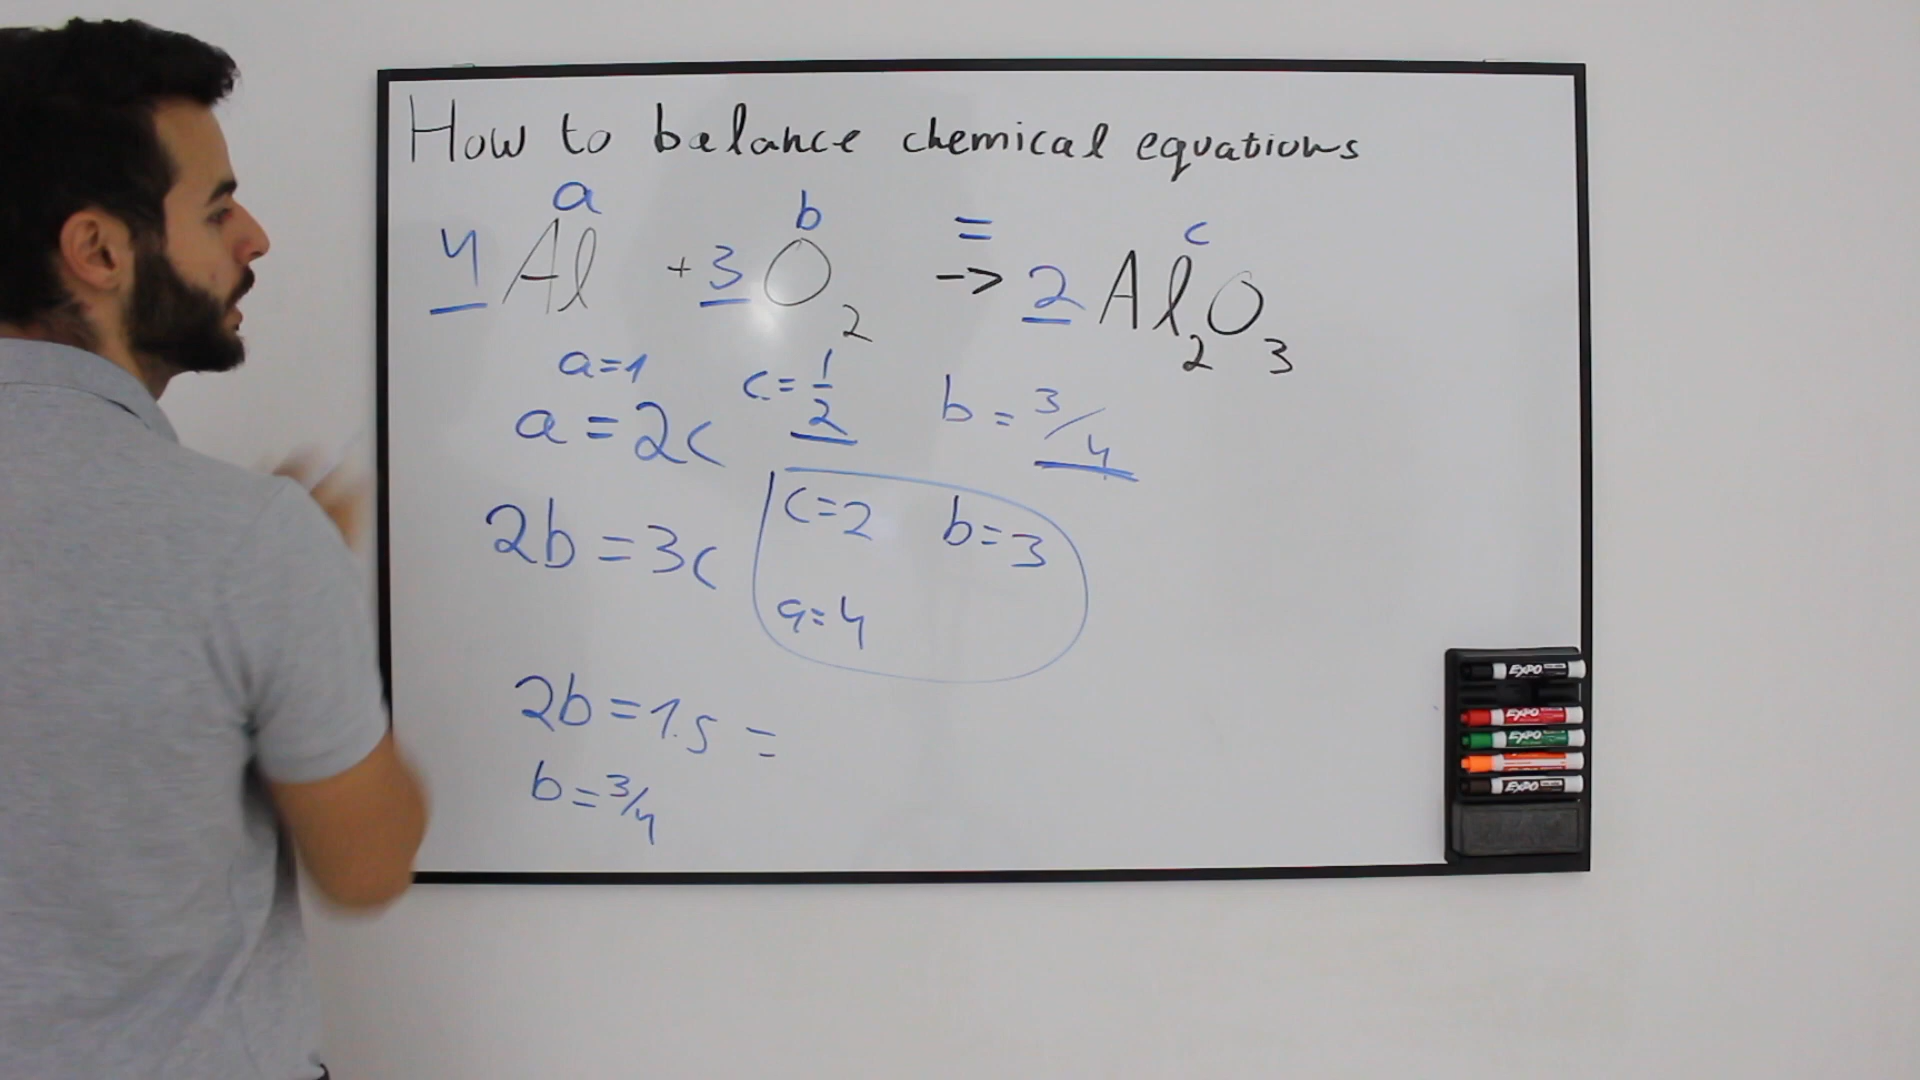 How to balance chemical equations
a b = c
4 Al + 3 O2 -> 2 Al2O3
a=1 c=1/2 b=3/4
a=2c
c=2 b=3
2b=3c
a=4
2b=1.5=
b=3/4
EXPO
EXPO
EXPO
EXPO